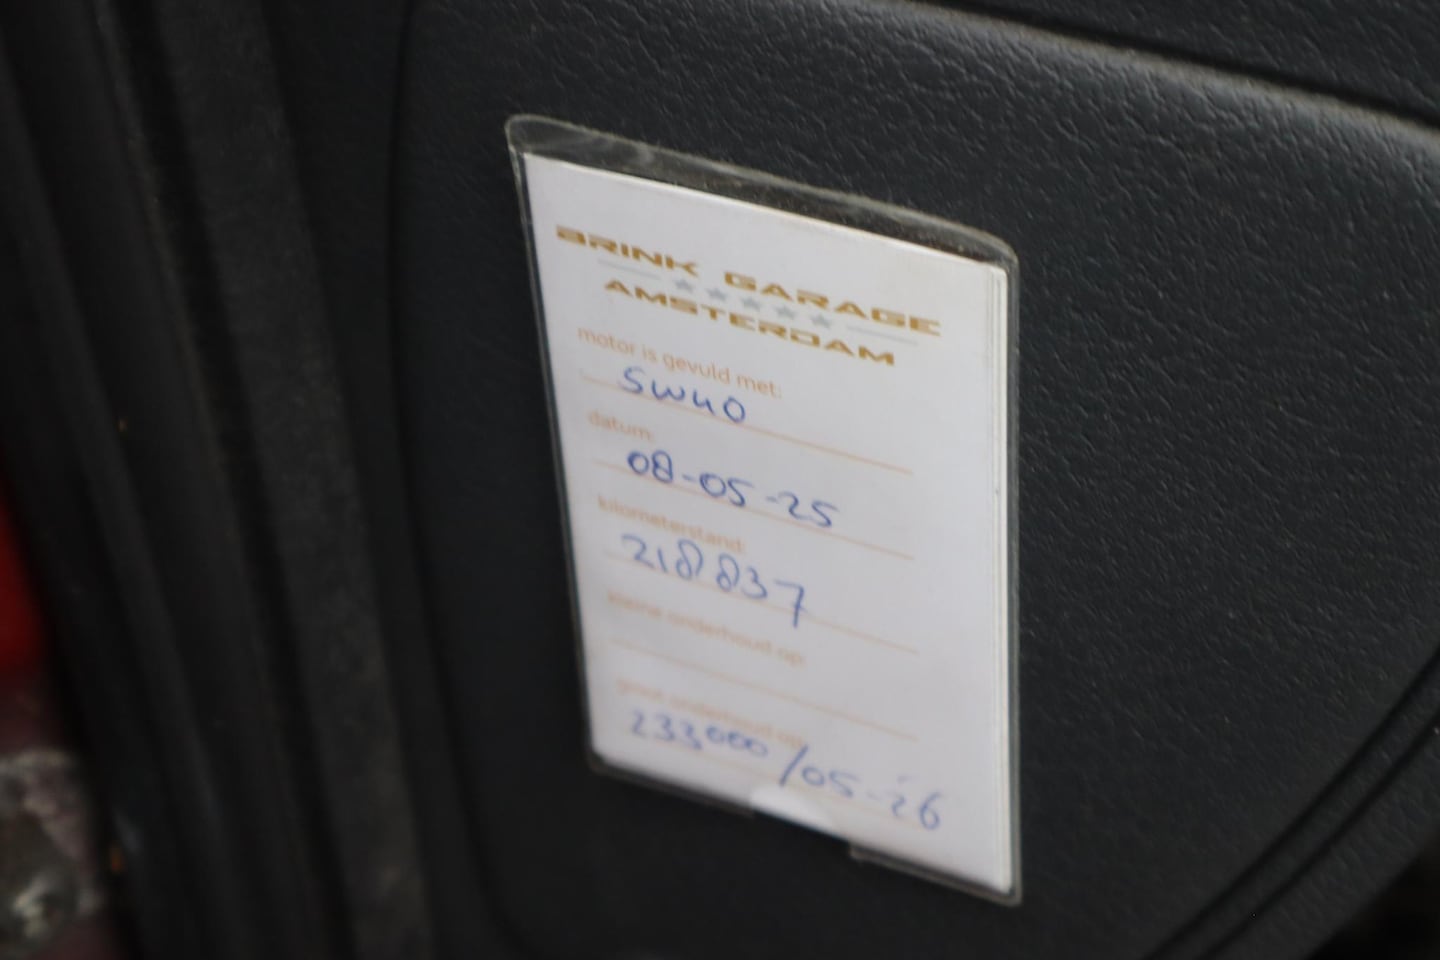 BRINK GARAGE
AMSTERDAM
motor is gevuld met:
5W40
datum:
08-05-25
kilometerstand:
218837
kleine onderhoud op:
groot onderhoud op:
233000/05-26